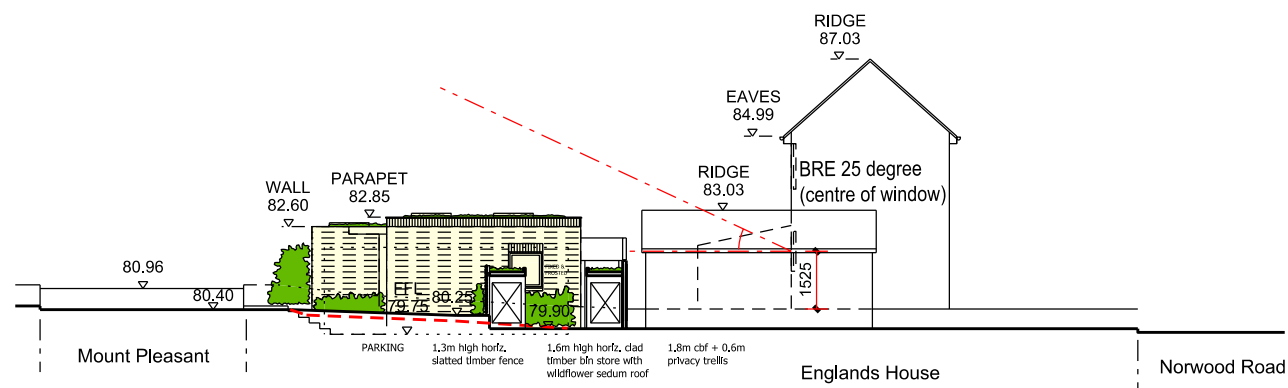 RIDGE
87.03
EAVES
84.99
BRE 25 degree
(centre of window)
RIDGE
83.03
WALL
82.60
PARAPET
82.85
80.96
80.40
FFL
79.75
80.25
79.90
FIXED &
FROSTED
1525
PARKING
1.3m high horiz.
slatted timber fence
1.6m high horiz. clad
timber bin store with
wildflower sedum roof
1.8m cbf + 0.6m
privacy trellis
Mount Pleasant
Englands House
Norwood Road